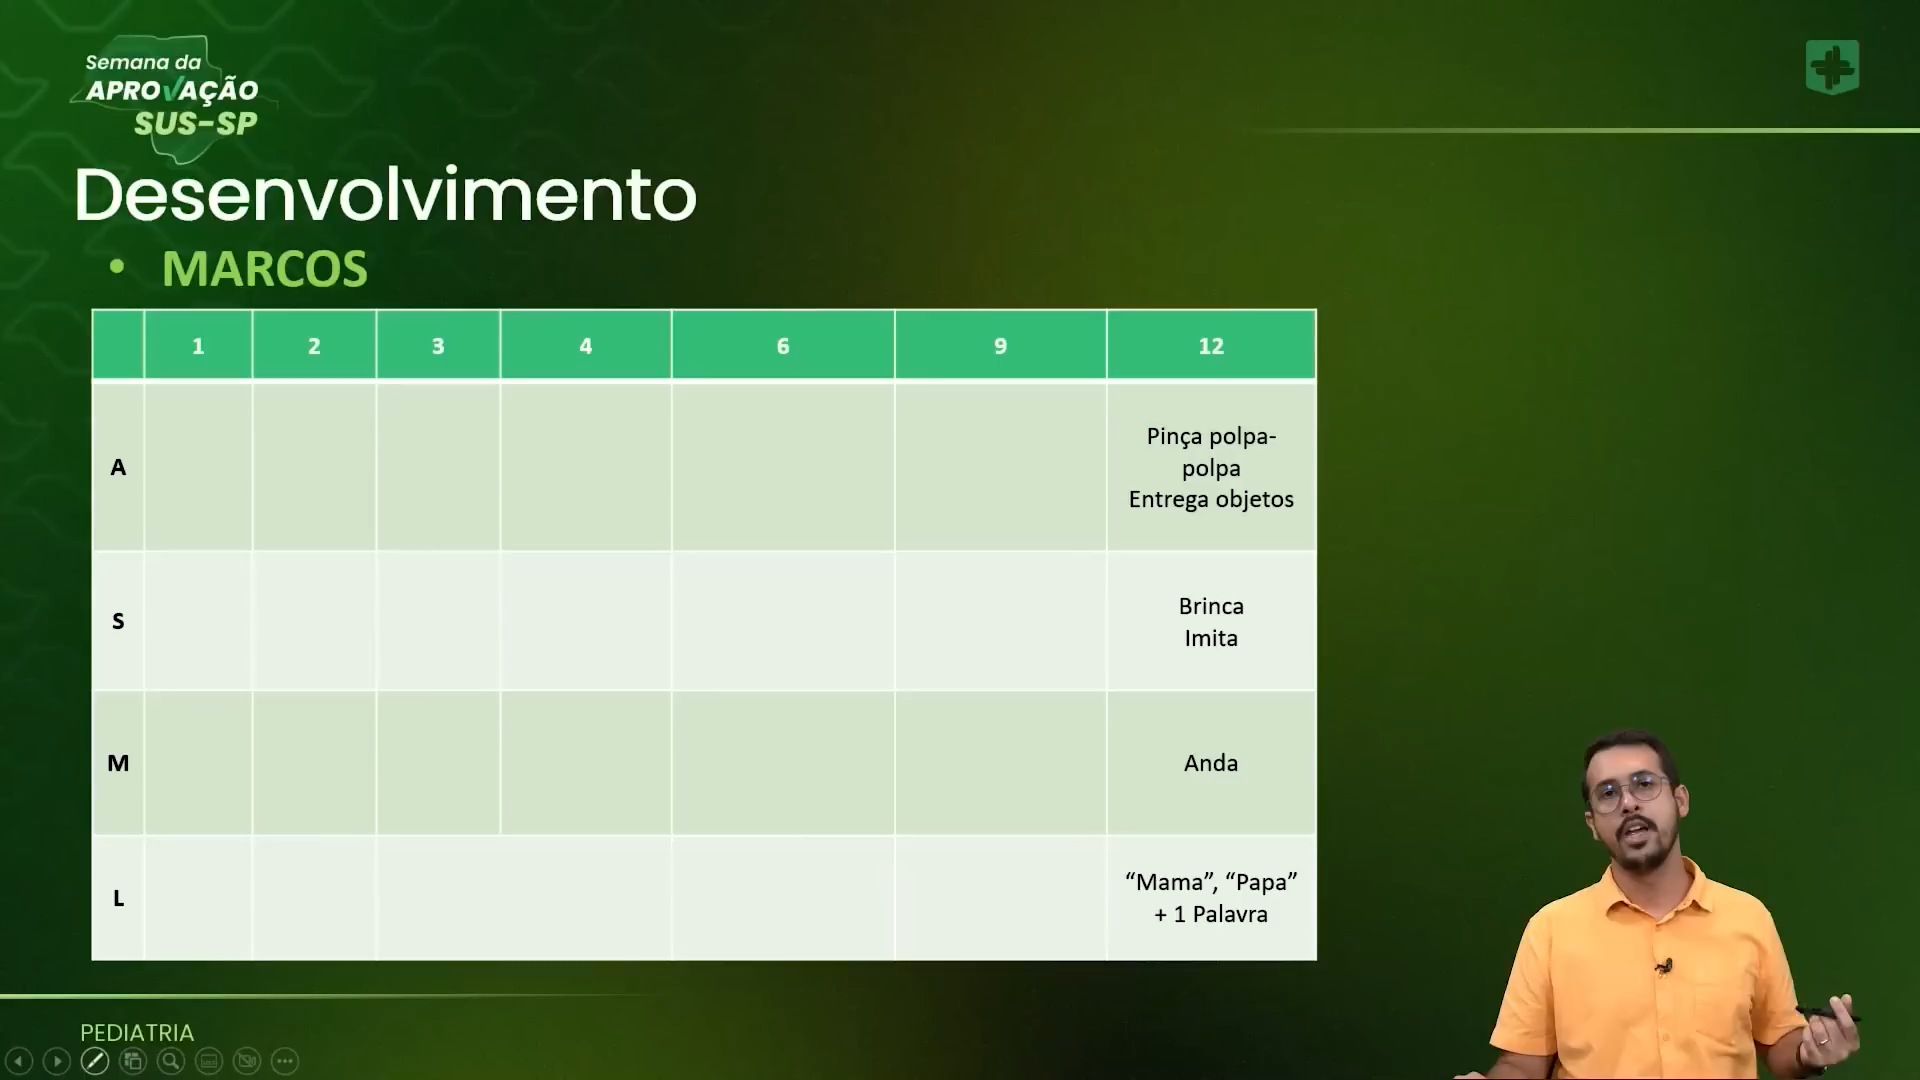 Semana da
APROVAÇÃO
SUS-SP
Desenvolvimento
• MARCOS
1 2 3 4 6 9 12
A
Pinça polpa-
polpa
Entrega objetos
S
Brinca
Imita
M
Anda
L
“Mama”, “Papa”
+ 1 Palavra
PEDIATRIA